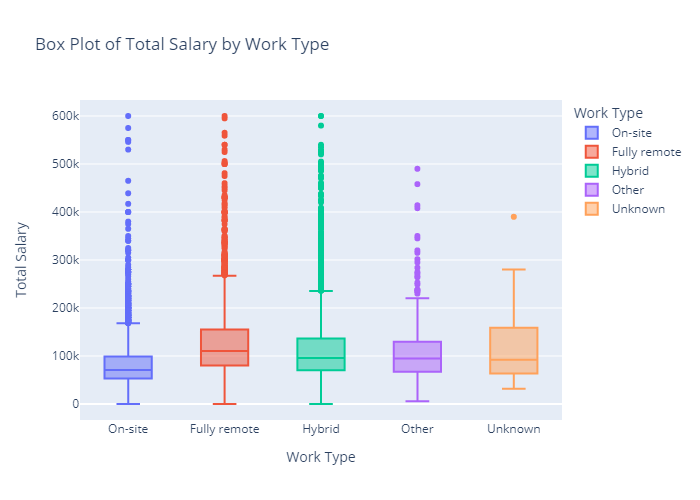 Box Plot of Total Salary by Work Type
Work Type
On-site
Fully remote
Hybrid
Other
Unknown
600k
500k
400k
300k
200k
100k
0
Total Salary
On-site
Fully remote
Hybrid
Other
Unknown
Work Type